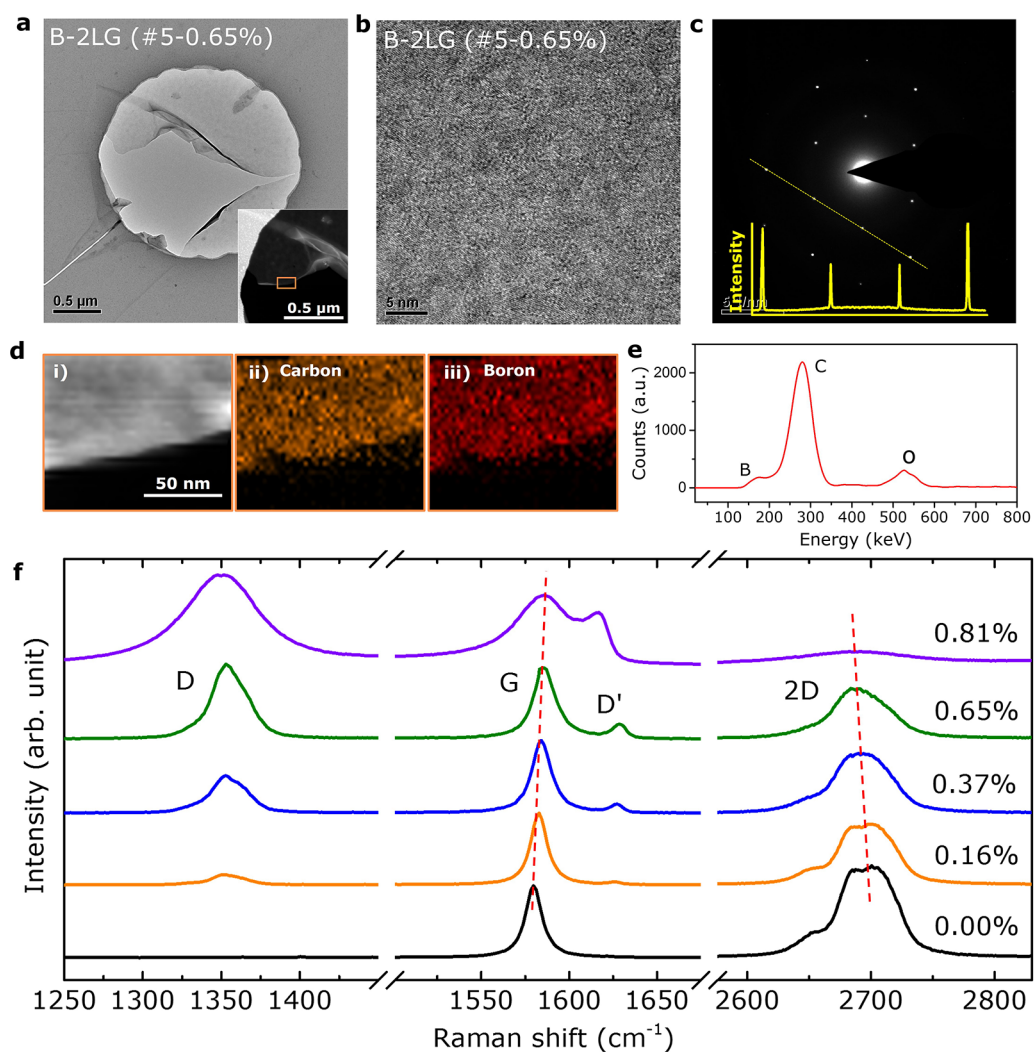 a
B-2LG (#5-0.65%)
0.5 µm
0.5 µm
b
B-2LG (#5-0.65%)
5 nm
c
Intensity
d
i)
50 nm
ii) Carbon
iii) Boron
e
Counts (a.u.)
2000
1000
0
B
C
O
100 200 300 400 500 600 700 800
Energy (keV)
f
Intensity (arb. unit)
D
G
D'
2D
0.81%
0.65%
0.37%
0.16%
0.00%
1250 1300 1350 1400 1550 1600 1650 2600 2700 2800
Raman shift (cm⁻¹)